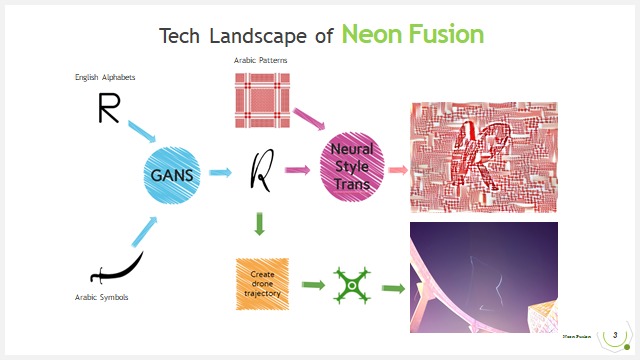 Tech Landscape of Neon Fusion
Arabic Patterns
English Alphabets
R
GANS
R
Neural
Style
Trans
R
Create
drone
trajectory
Arabic Symbols
Neon Fusion
3